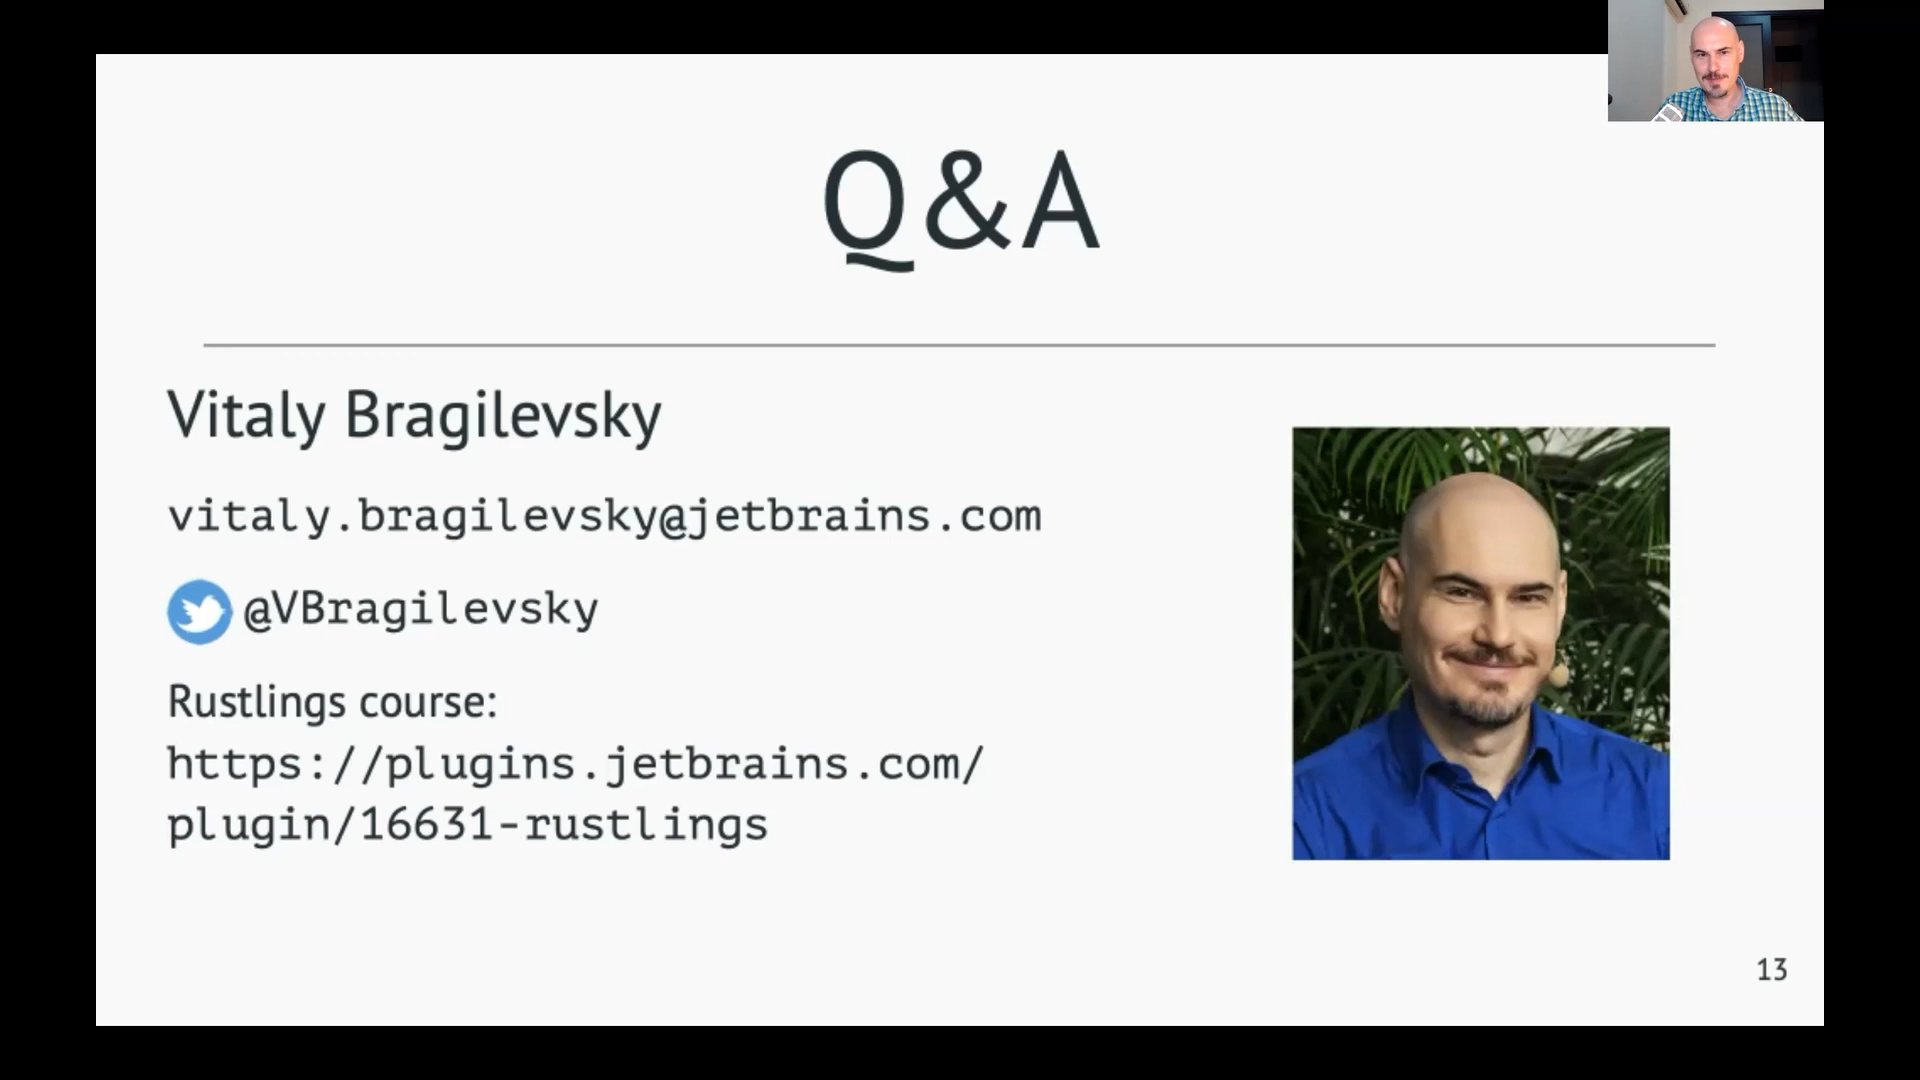 Q&A
Vitaly Bragilevsky
vitaly.bragilevsky@jetbrains.com
@VBragilevsky
Rustlings course:
https://plugins.jetbrains.com/
plugin/16631-rustlings
13